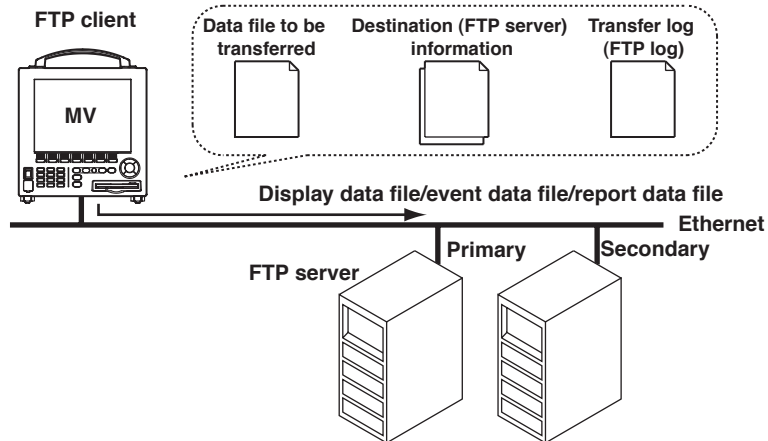 FTP client
Data file to be
transferred
Destination (FTP server)
information
Transfer log
(FTP log)
MV
Display data file/event data file/report data file
Ethernet
Primary
Secondary
FTP server